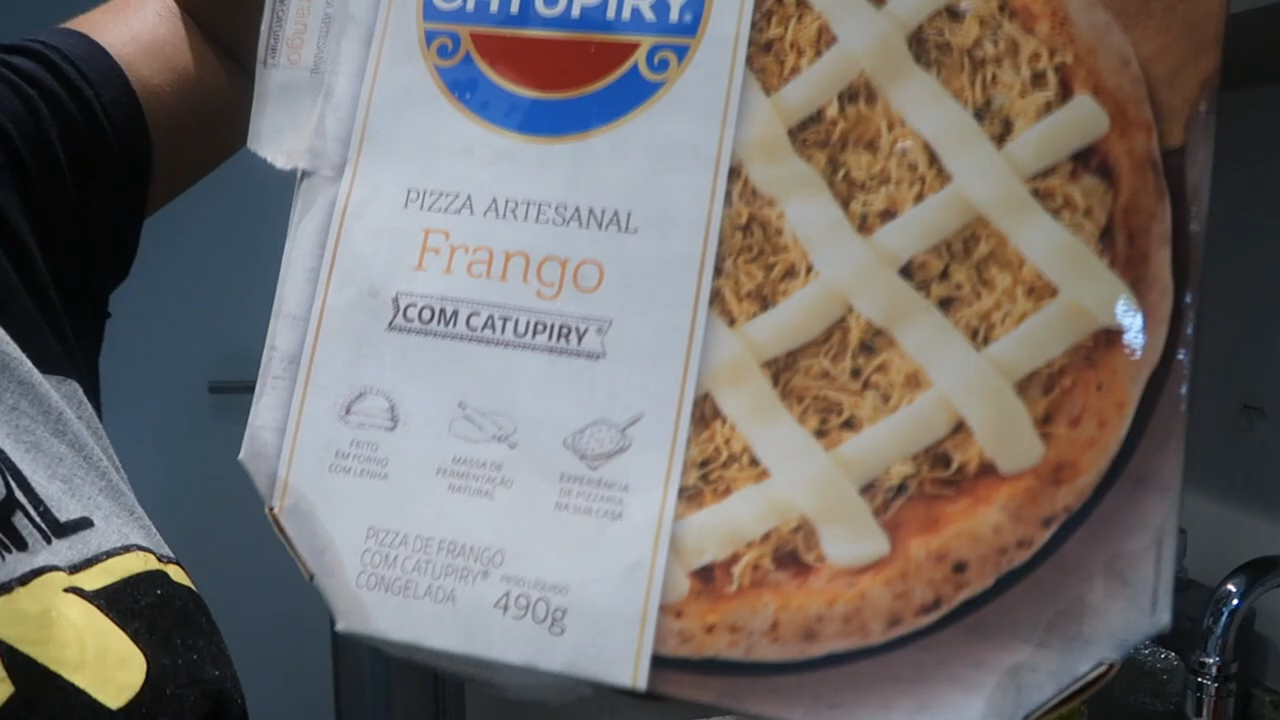 CATUPIRY®
PIZZA ARTESANAL
Frango
COM CATUPIRY®
FEITO
EM FORNO
COM LENHA
MASSA DE
FERMENTAÇÃO
NATURAL
EXPERIÊNCIA
DE PIZZARIA
NA SUA CASA
PIZZA DE FRANGO
COM CATUPIRY®
CONGELADA
PESO LÍQUIDO
490g